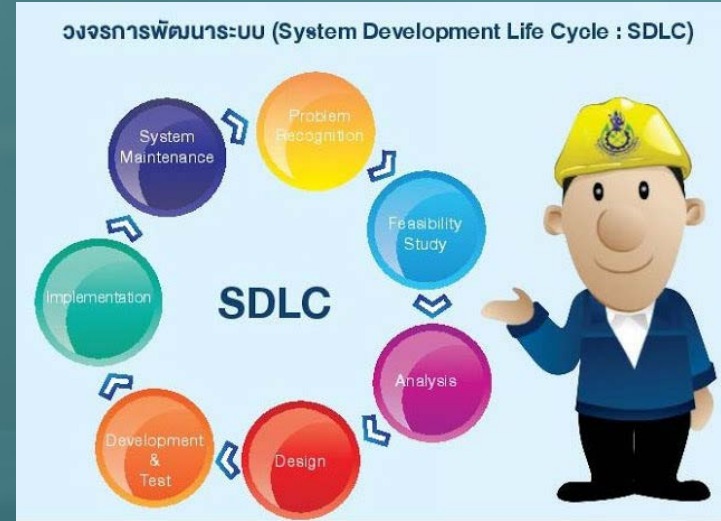 วงจรการพัฒนาระบบ (System Development Life Cycle : SDLC)
Problem
Recognition
Feasibility
Study
Analysis
Design
Development
&
Test
Implementation
System
Maintenance
SDLC